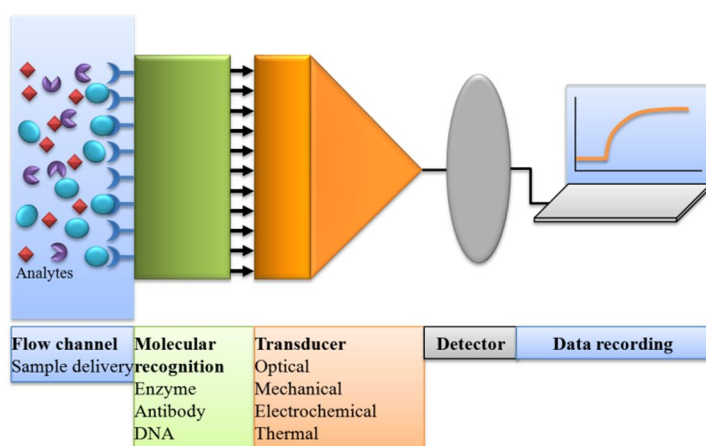 Analytes
Flow channel
Sample delivery
Molecular
recognition
Enzyme
Antibody
DNA
Transducer
Optical
Mechanical
Electrochemical
Thermal
Detector
Data recording